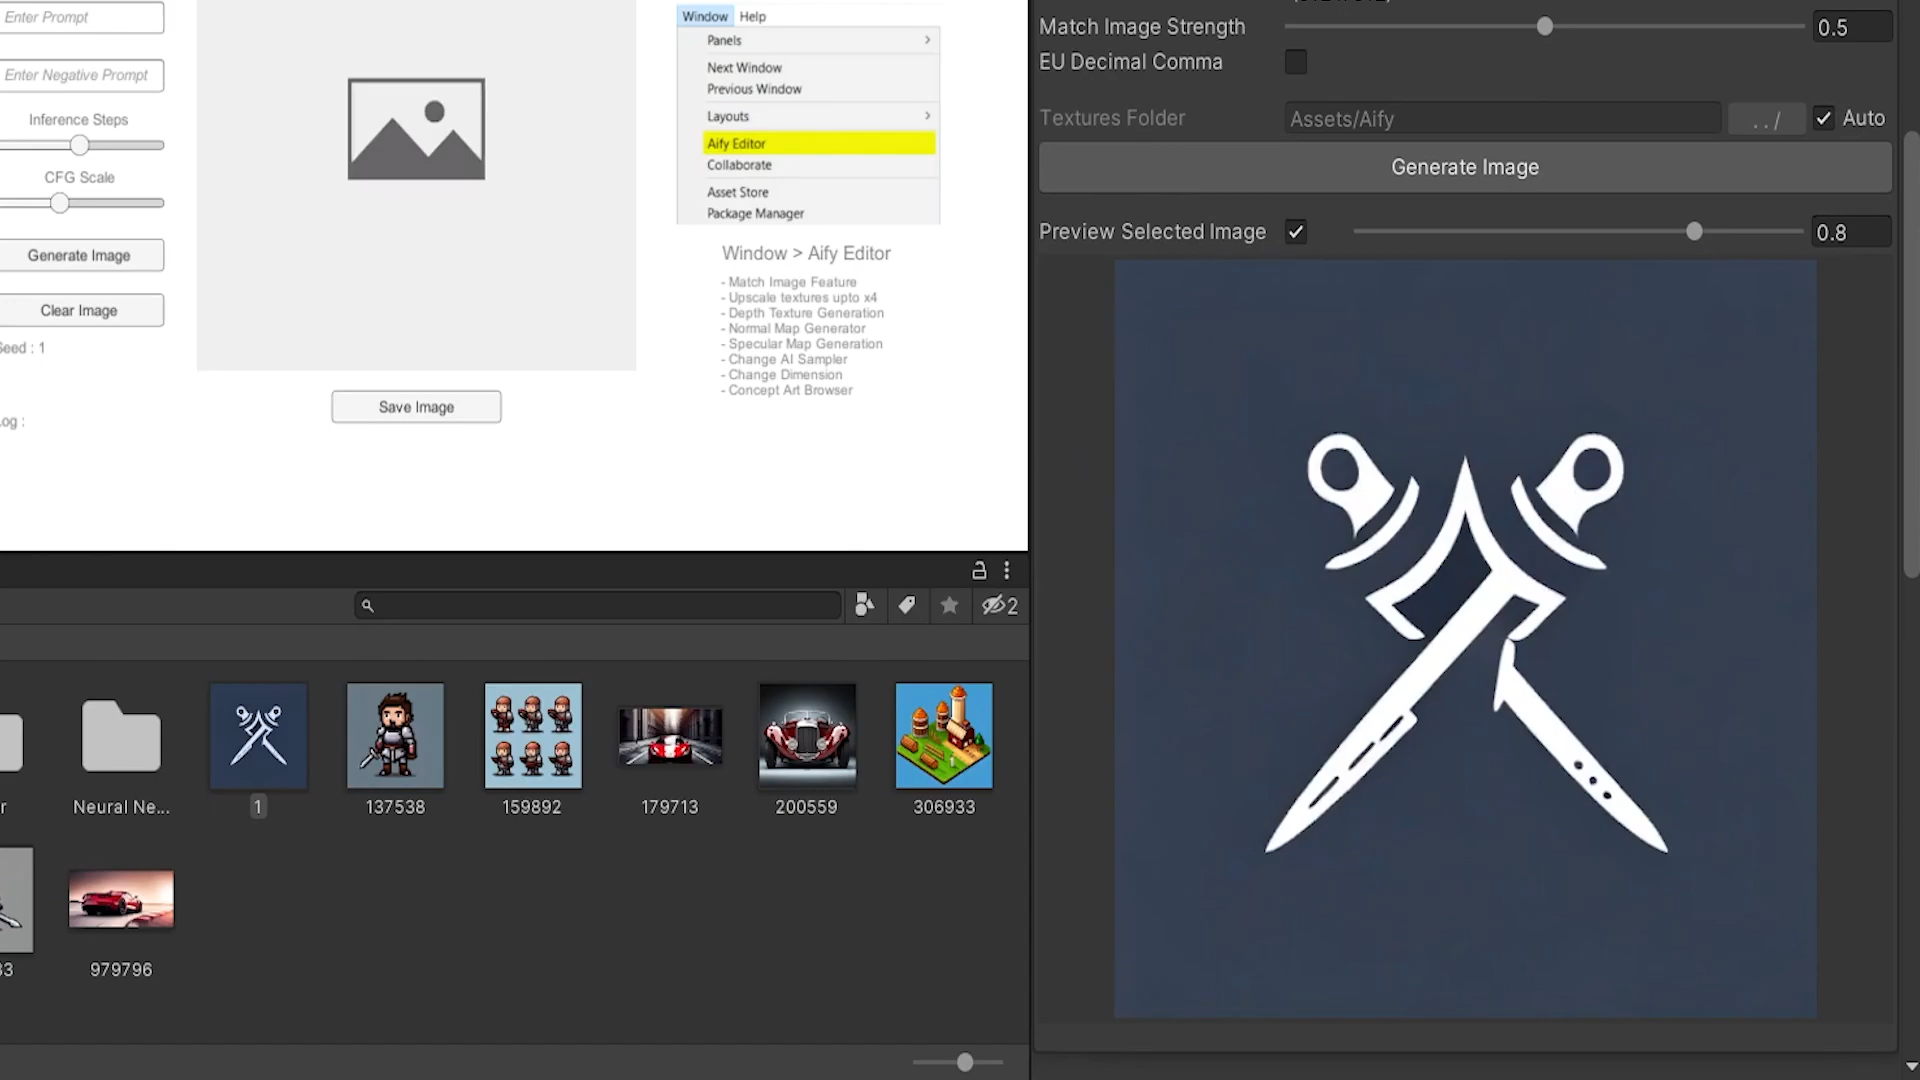 Enter Prompt
Enter Negative Prompt
Inference Steps
CFG Scale
Generate Image
Clear Image
Seed : 1
Log :
Save Image
Window Help
Panels
Next Window
Previous Window
Layouts
Aify Editor
Collaborate
Asset Store
Package Manager
Window > Aify Editor
- Match Image Feature
- Upscale textures upto x4
- Depth Texture Generation
- Normal Map Generator
- Specular Map Generation
- Change AI Sampler
- Change Dimension
- Concept Art Browser
Match Image Strength 0.5
EU Decimal Comma
Textures Folder Assets/Aify ../ Auto
Generate Image
Preview Selected Image 0.8
2
r Neural Ne... 1 137538 159892 179713 200559 306933
33 979796